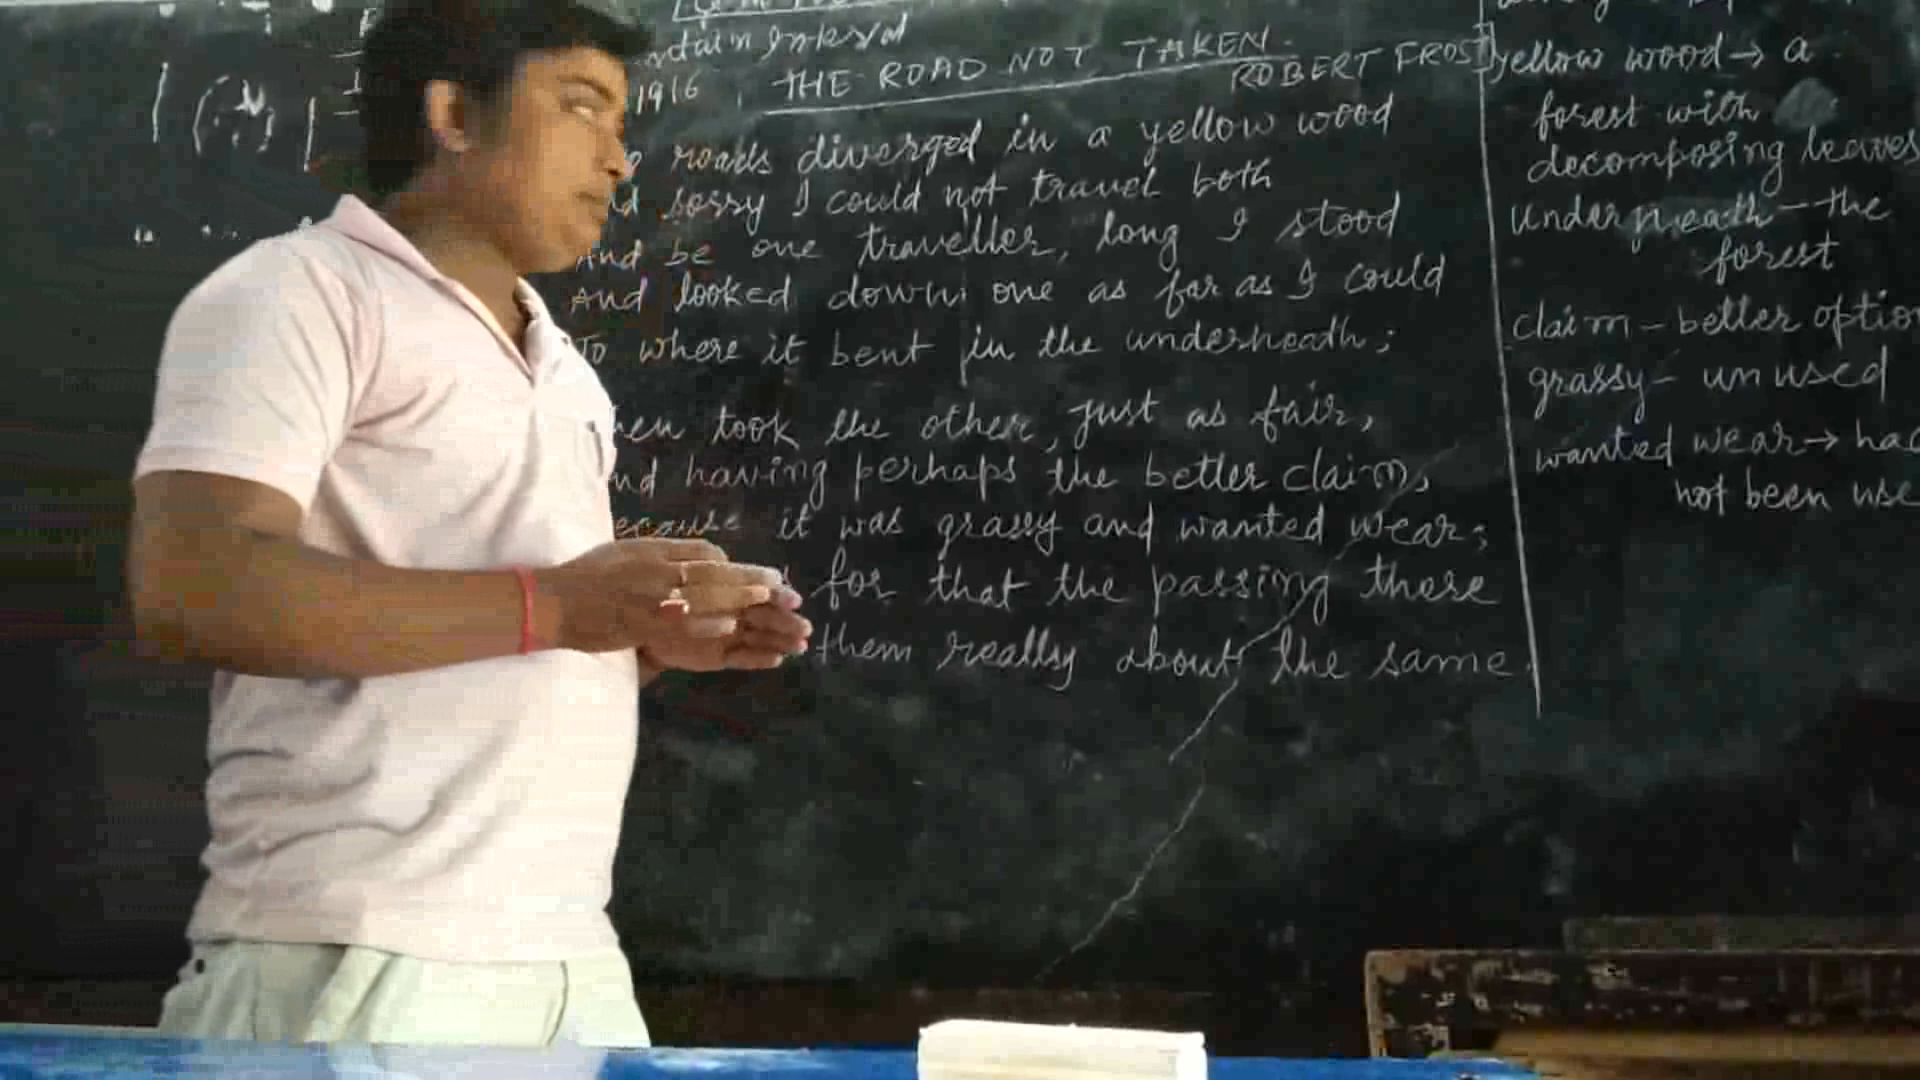 1916, THE ROAD NOT TAKEN.
ROBERT FROST
roads diverged in a yellow wood
sorry I could not travel both
And be one traveller, long I stood
And looked down one as far as I could
To where it bent in the underneath;
took the other, just as fair,
having perhaps the better claim,
it was grassy and wanted wear;
for that the passing there
them really about the same.
yellow wood → a
forest with
decomposing leaves
underneath - the
forest
claim - better
grassy - unused
wanted wear →
not been